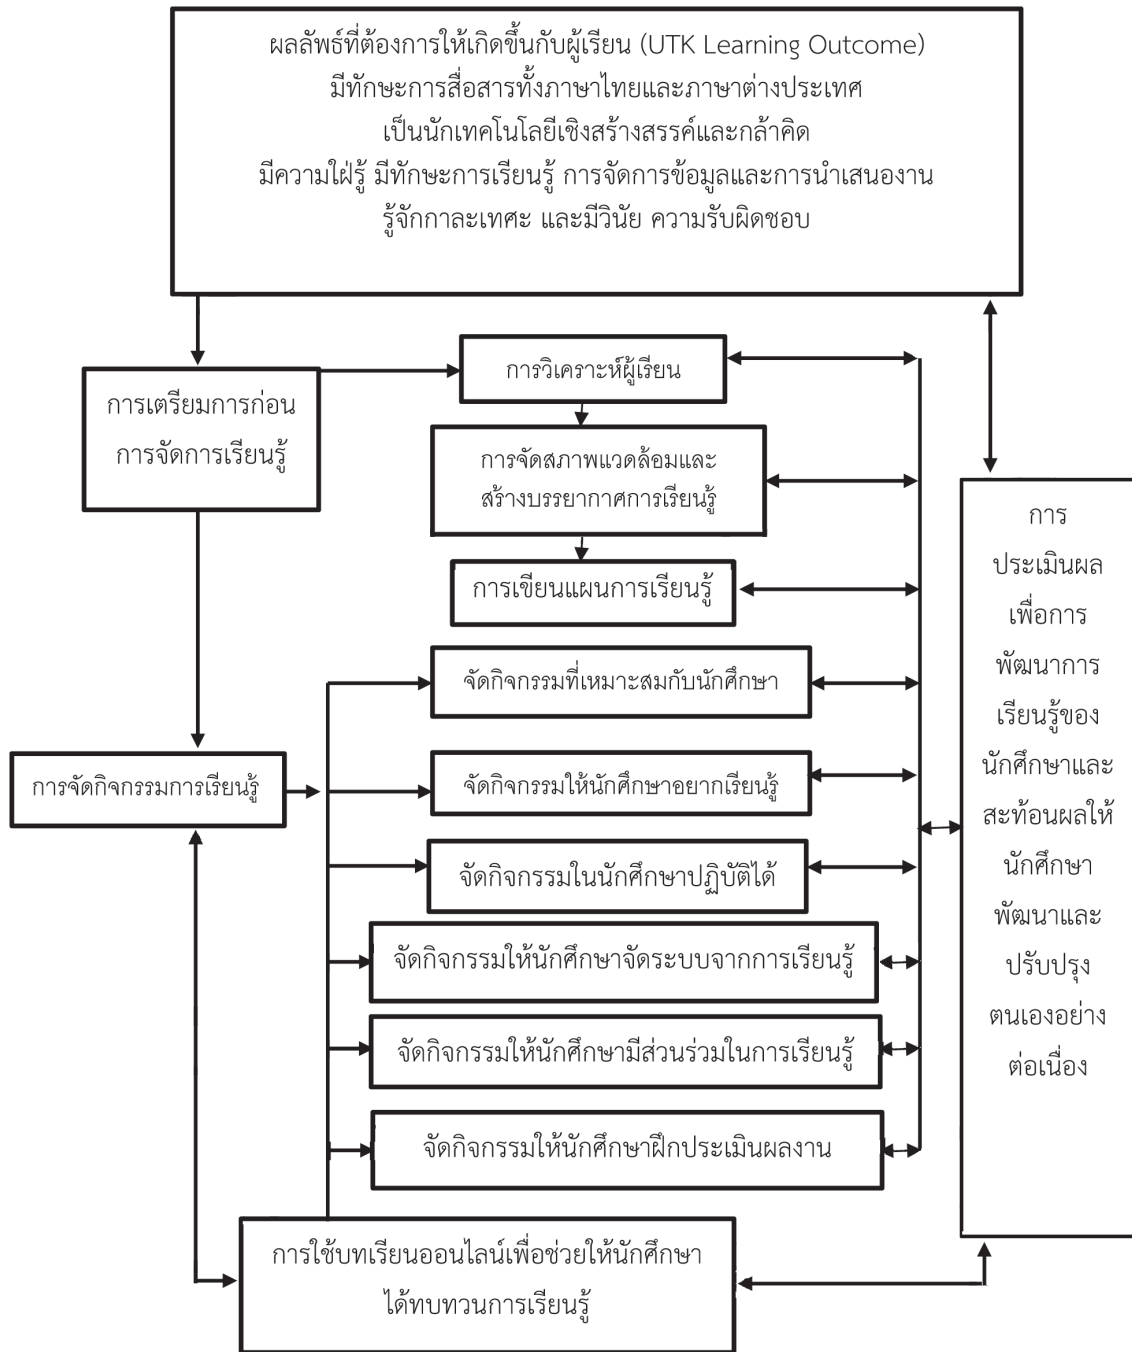 ผลลัพธ์ที่ต้องการให้เกิดขึ้นกับผู้เรียน (UTK Learning Outcome)
มีทักษะการสื่อสารทั้งภาษาไทยและภาษาต่างประเทศ
เป็นนักเทคโนโลยีเชิงสร้างสรรค์และกล้าคิด
มีความใฝ่รู้ มีทักษะการเรียนรู้ การจัดการข้อมูลและการนำเสนองาน
รู้จักกาละเทศะ และมีวินัย ความรับผิดชอบ
การเตรียมการก่อน
การจัดการเรียนรู้
การวิเคราะห์ผู้เรียน
การจัดสภาพแวดล้อมและ
สร้างบรรยากาศการเรียนรู้
การเขียนแผนการเรียนรู้
การจัดกิจกรรมการเรียนรู้
จัดกิจกรรมที่เหมาะสมกับนักศึกษา
จัดกิจกรรมให้นักศึกษาอยากเรียนรู้
จัดกิจกรรมในนักศึกษาปฏิบัติได้
จัดกิจกรรมให้นักศึกษาจัดระบบจากการเรียนรู้
จัดกิจกรรมให้นักศึกษามีส่วนร่วมในการเรียนรู้
จัดกิจกรรมให้นักศึกษาฝึกประเมินผลงาน
การใช้บทเรียนออนไลน์เพื่อช่วยให้นักศึกษา
ได้ทบทวนการเรียนรู้
การ
ประเมินผล
เพื่อการ
พัฒนาการ
เรียนรู้ของ
นักศึกษาและ
สะท้อนผลให้
นักศึกษา
พัฒนาและ
ปรับปรุง
ตนเองอย่าง
ต่อเนื่อง